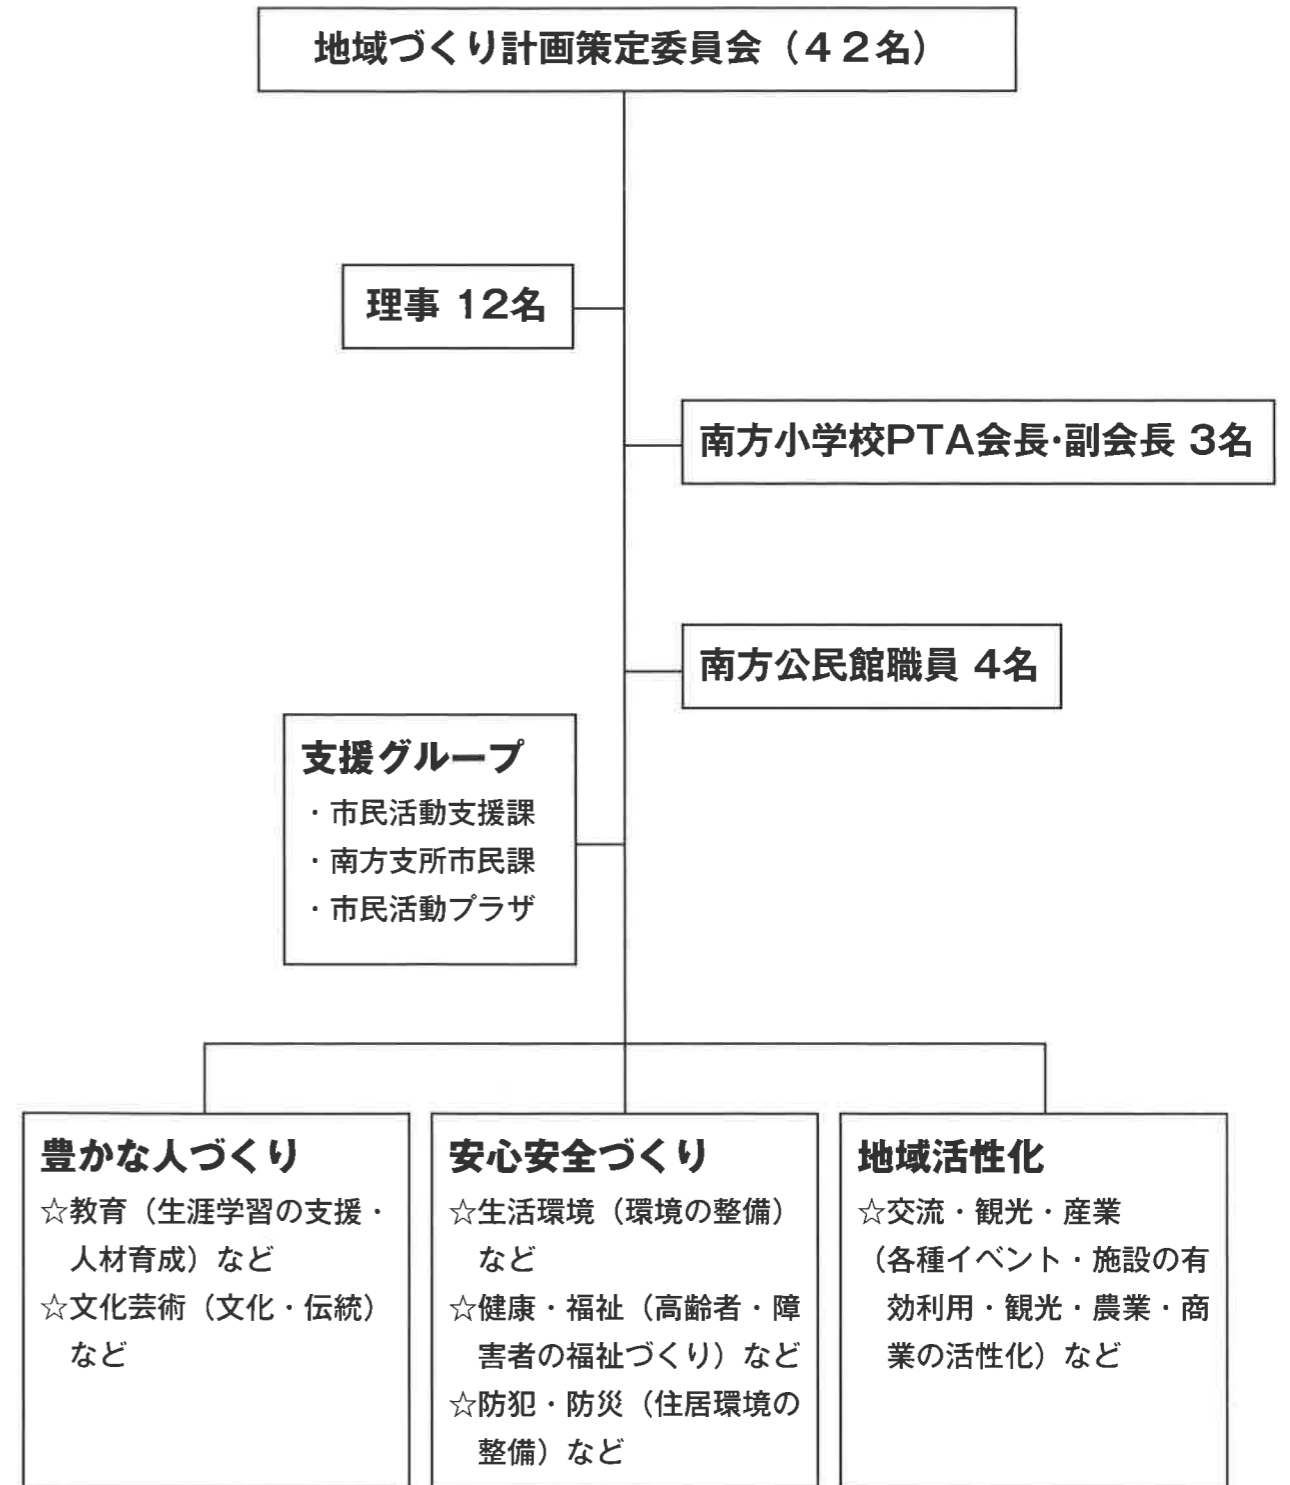 地域づくり計画策定委員会（４２名）
理事 12名
南方小学校PTA会長･副会長 3名
南方公民館職員 4名
支援グループ
・市民活動支援課
・南方支所市民課
・市民活動プラザ
豊かな人づくり
☆教育（生涯学習の支援・
人材育成）など
☆文化芸術（文化・伝統）
など
安心安全づくり
☆生活環境（環境の整備）
など
☆健康・福祉（高齢者・障
害者の福祉づくり）など
☆防犯・防災（住居環境の
整備）など
地域活性化
☆交流・観光・産業
（各種イベント・施設の有
効利用・観光・農業・商
業の活性化）など